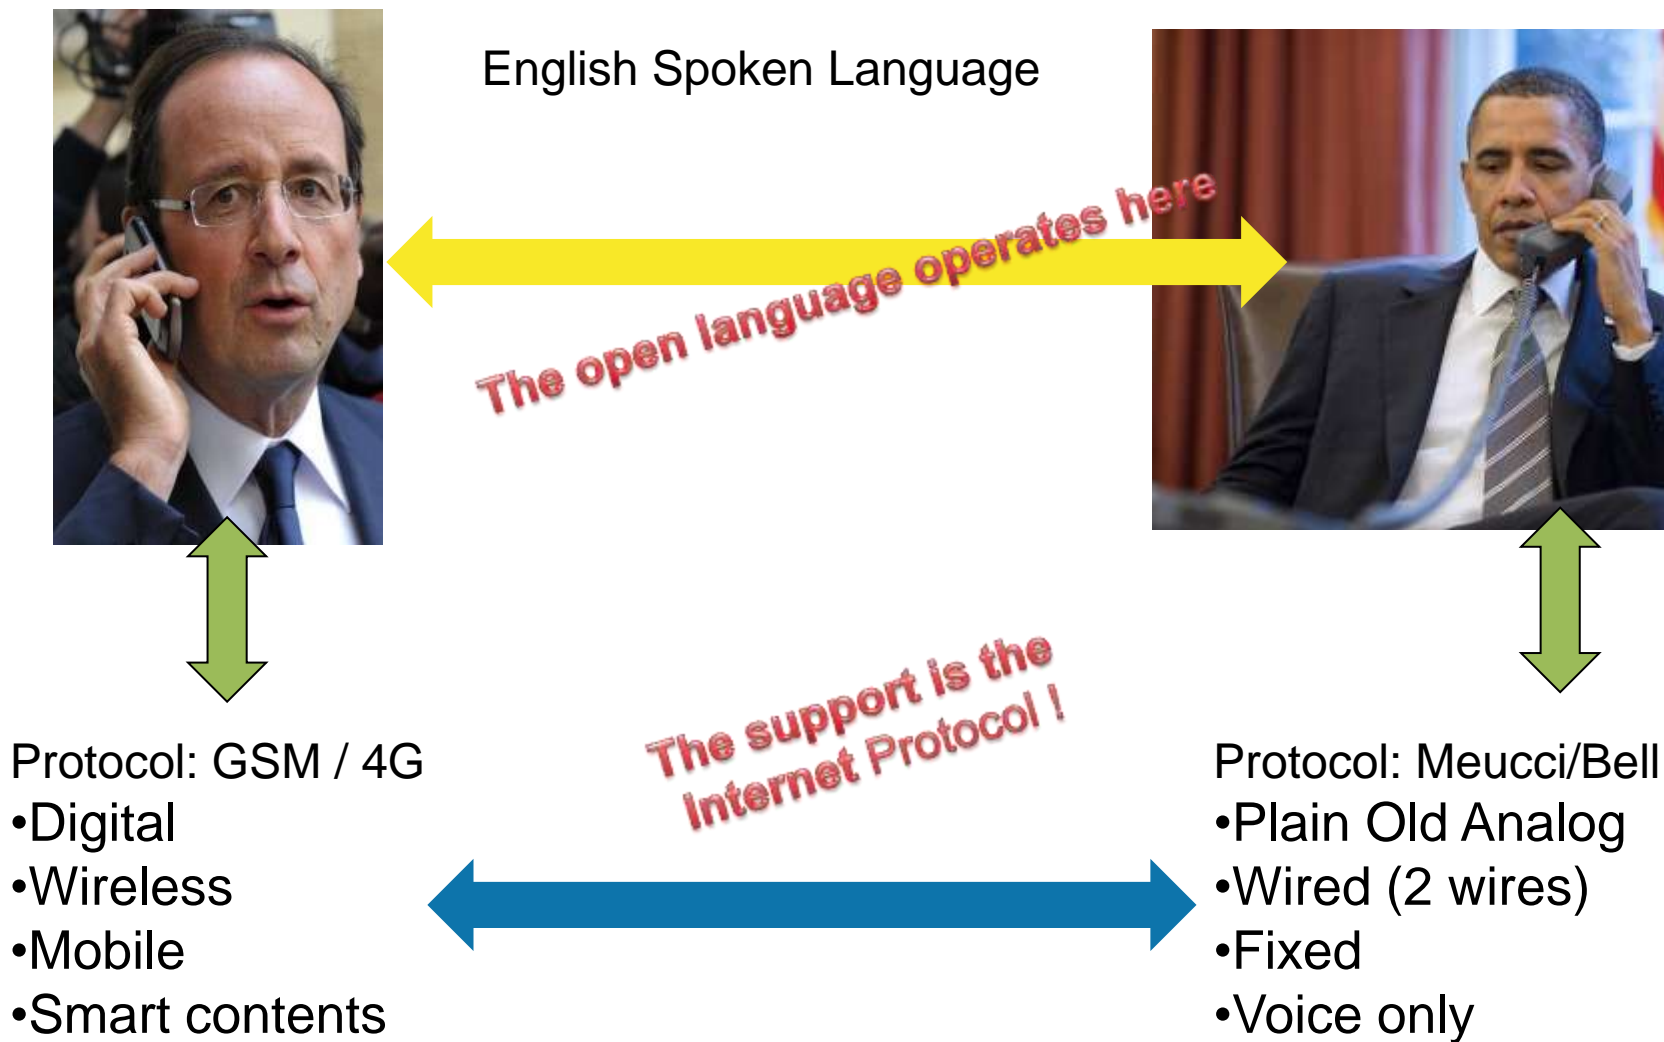 English Spoken Language
The open language operates here
The support is the
Internet Protocol !
Protocol: GSM / 4G
•Digital
•Wireless
•Mobile
•Smart contents
Protocol: Meucci/Bell
•Plain Old Analog
•Wired (2 wires)
•Fixed
•Voice only